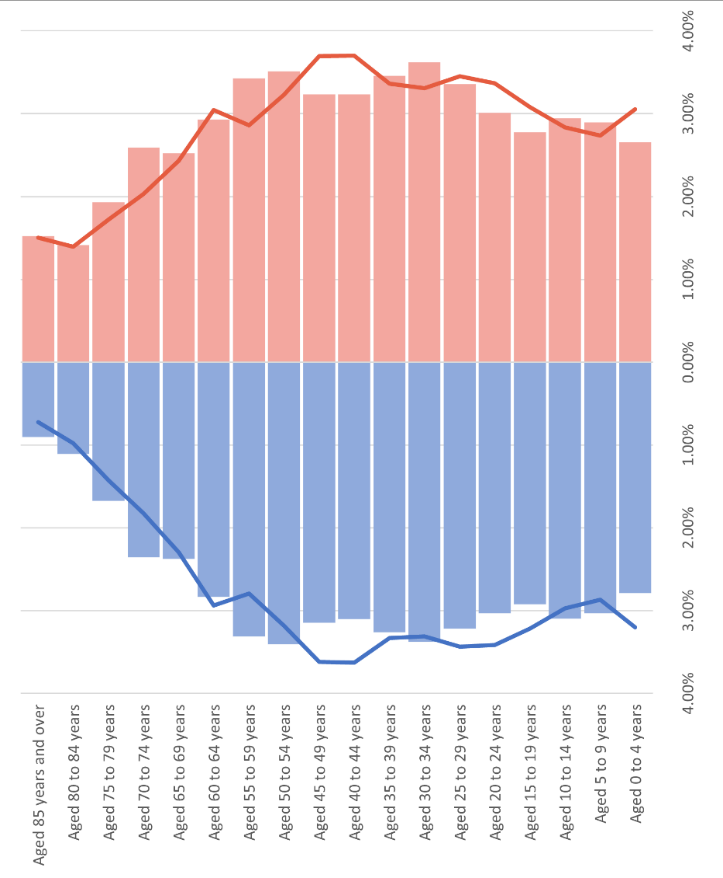 4.00%
3.00%
2.00%
1.00%
0.00%
1.00%
2.00%
3.00%
4.00%
Aged 85 years and over
Aged 80 to 84 years
Aged 75 to 79 years
Aged 70 to 74 years
Aged 65 to 69 years
Aged 60 to 64 years
Aged 55 to 59 years
Aged 50 to 54 years
Aged 45 to 49 years
Aged 40 to 44 years
Aged 35 to 39 years
Aged 30 to 34 years
Aged 25 to 29 years
Aged 20 to 24 years
Aged 15 to 19 years
Aged 10 to 14 years
Aged 5 to 9 years
Aged 0 to 4 years